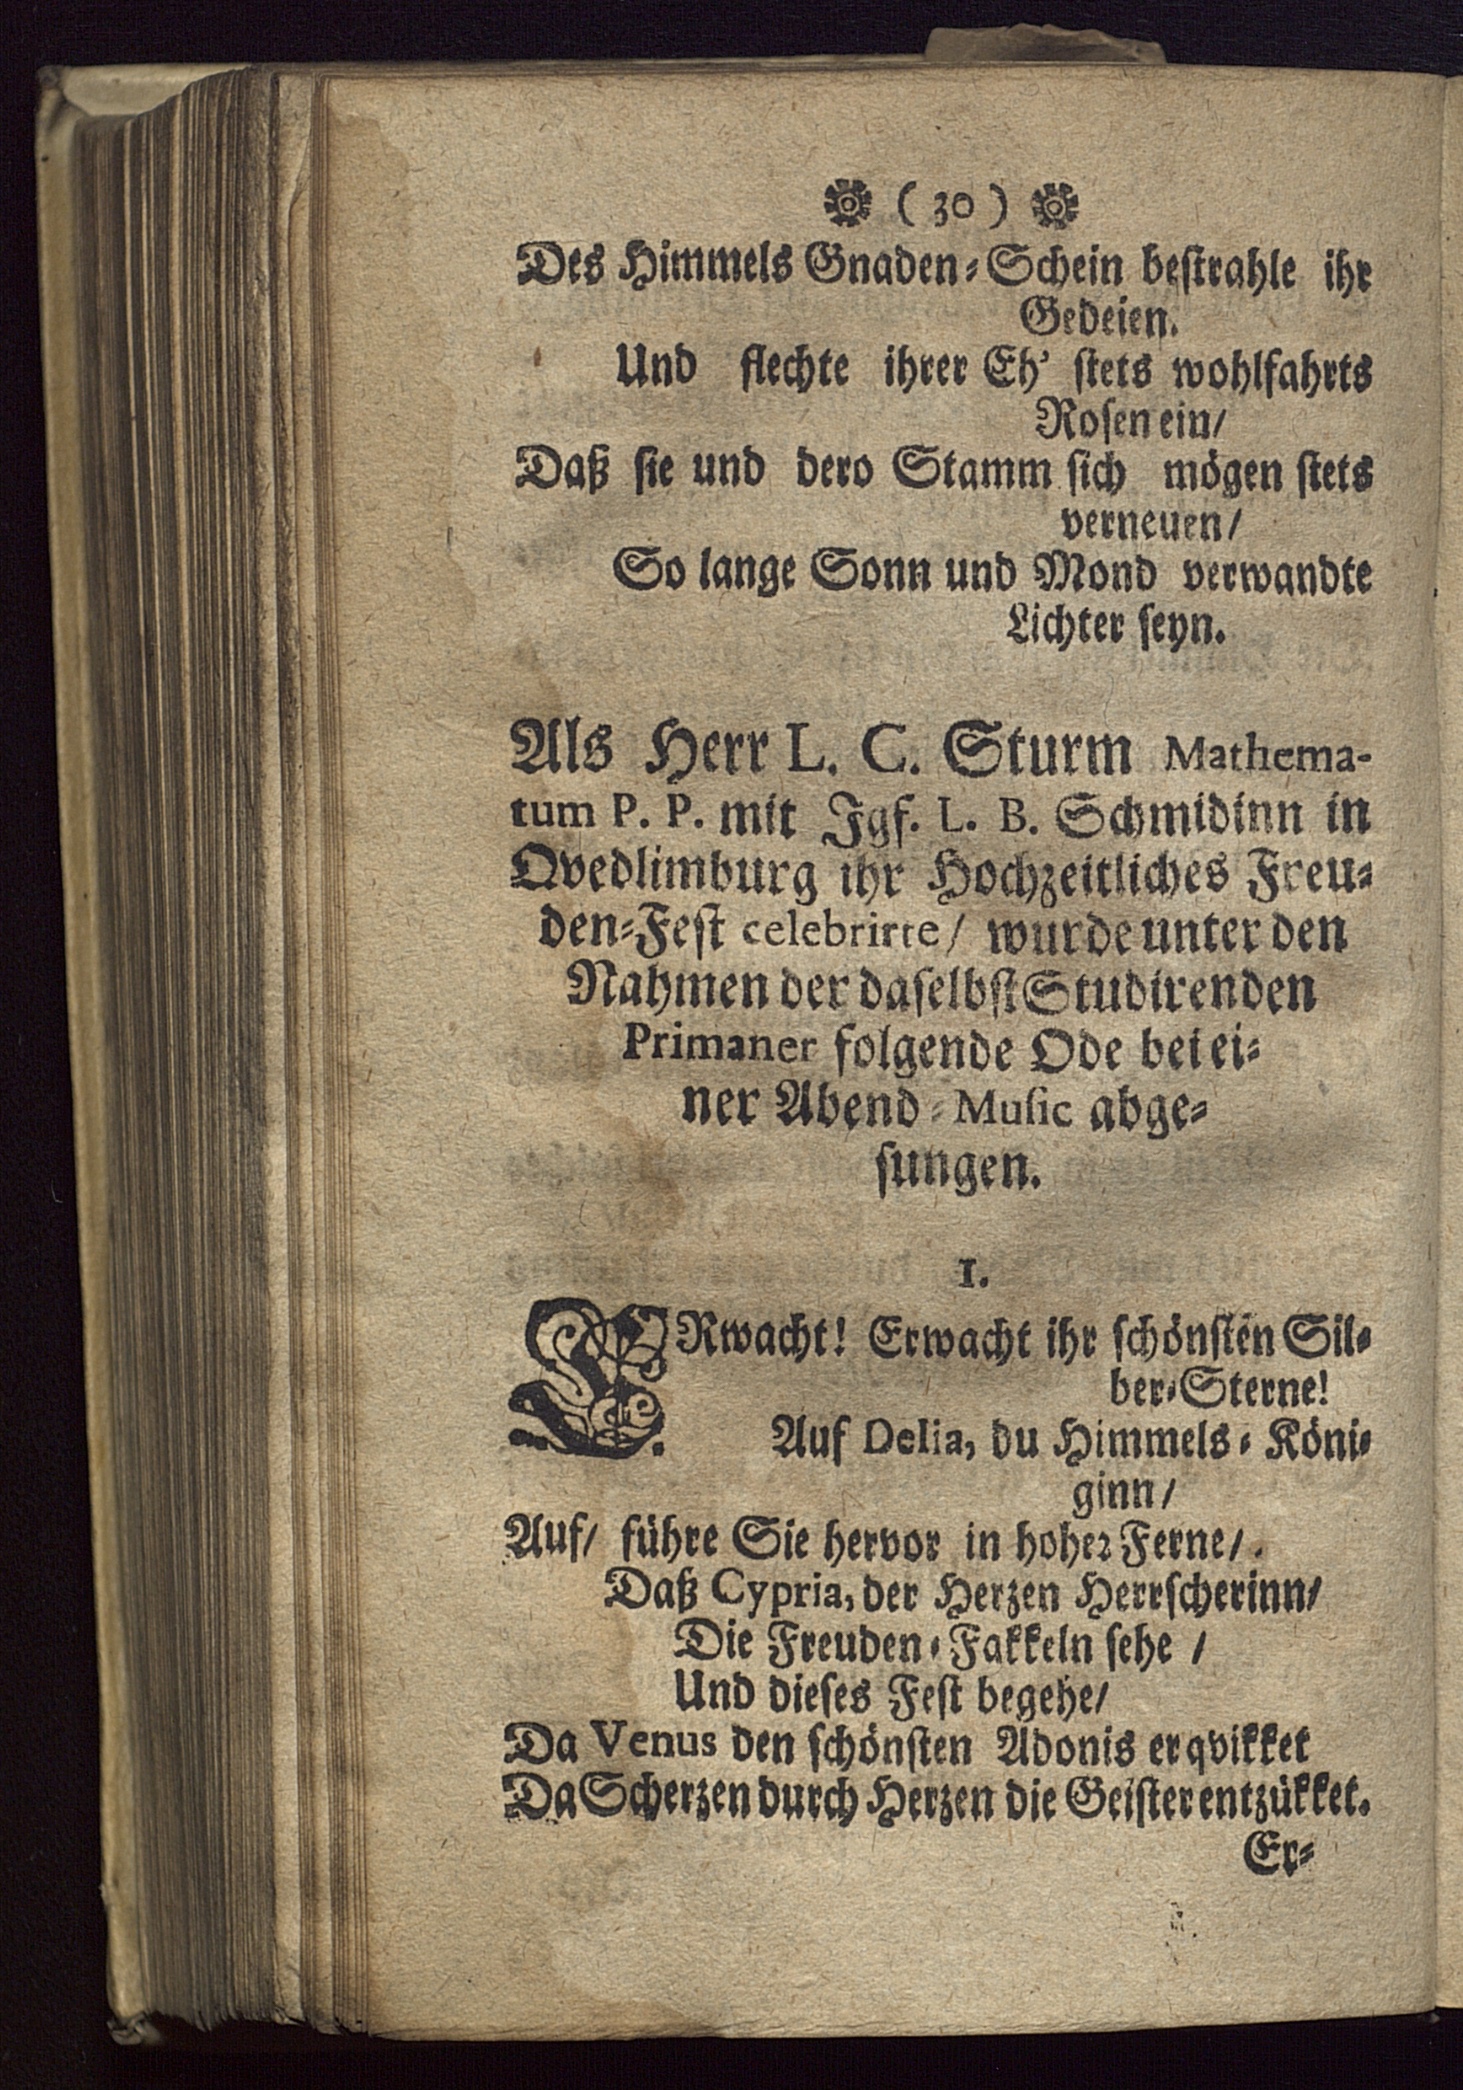 ( 30 )
Des Himmels Gnaden-Schein bestrahle ihr
Gedeien.
Und flechte ihrer Eh' stets wohlfahrts
Rosen ein/
Daß sie und dero Stamm sich mögen stets
verneuen/
So lange Sonn und Mond verwandte
Lichter seyn.
Als Herr L. C. Sturm Mathema-
tum P. P. mit Jgf. L. B. Schmidinn in
Qvedlimburg ihr Hochzeitliches Freu-
den-Fest celebrirte/ wurde unter den
Nahmen der daselbst Studirenden
Primaner folgende Ode bei ei-
ner Abend-Music abge-
sungen.
1.
ERwacht! Erwacht ihr schönsten Sil-
ber-Sterne!
Auf Delia, du Himmels-Köni-
ginn/
Auf/ führe Sie hervor in hoher Ferne/.
Daß Cypria, der Herzen Herrscherinn/
Die Freuden-Fakkeln sehe /
Und dieses Fest begehe/
Da Venus den schönsten Adonis erqvikket
Da Scherzen durch Herzen die Geister entzükket.
Er-